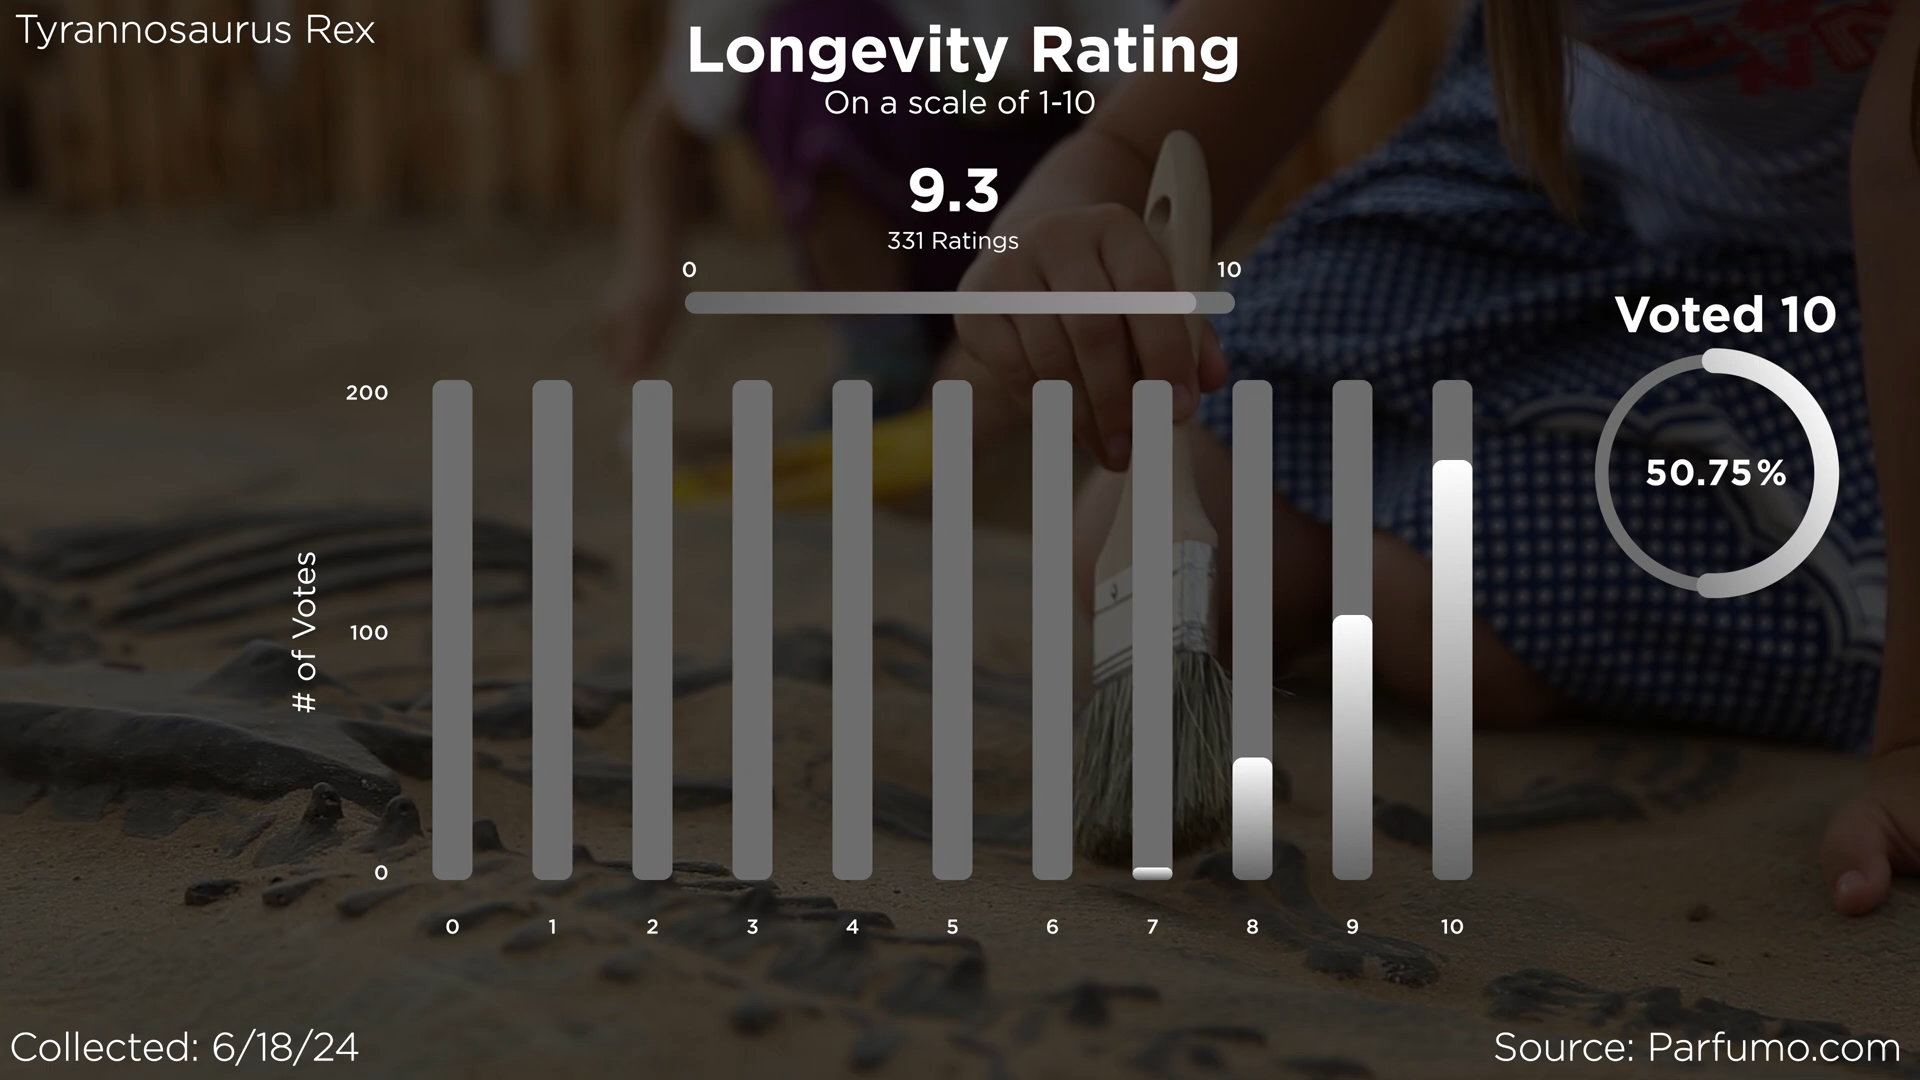 Tyrannosaurus Rex
Longevity Rating
On a scale of 1-10
9.3
331 Ratings
0 10
Voted 10
50.75%
# of Votes
200
100
0
0 1 2 3 4 5 6 7 8 9 10
Collected: 6/18/24
Source: Parfumo.com